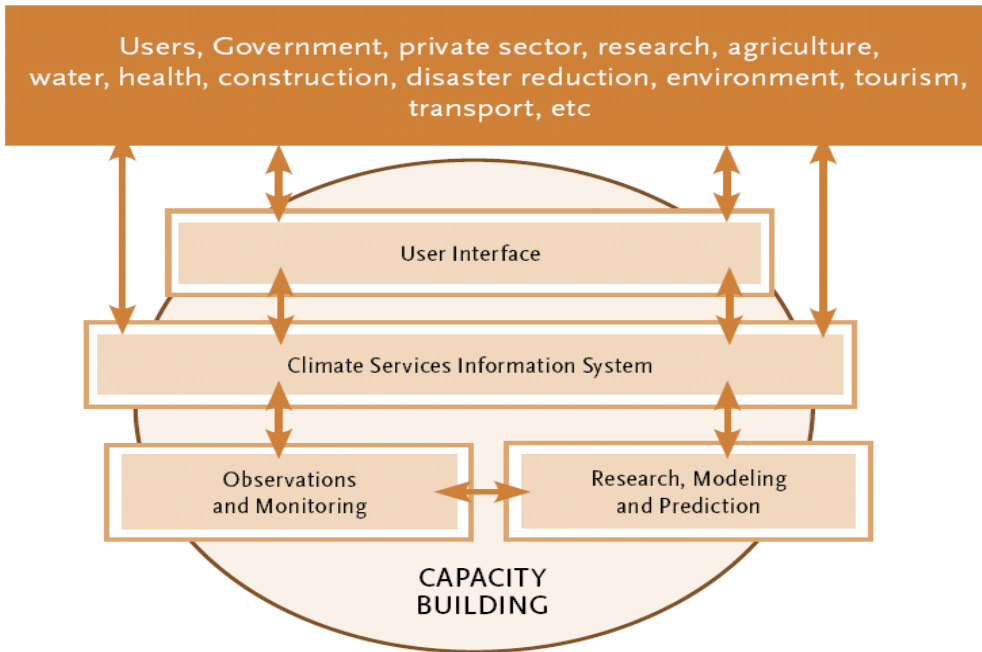 Users, Government, private sector, research, agriculture,
water, health, construction, disaster reduction, environment, tourism,
transport, etc
User Interface
Climate Services Information System
Observations
and Monitoring
Research, Modeling
and Prediction
CAPACITY
BUILDING